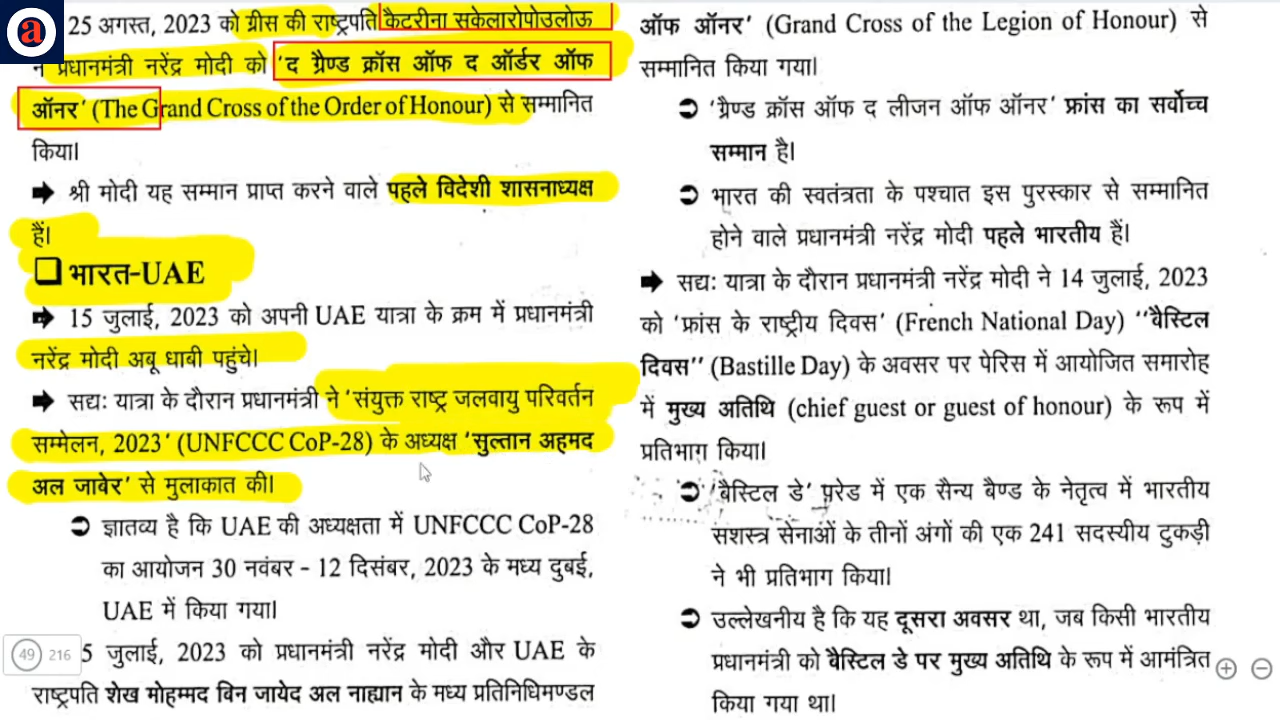 a
25 अगस्त, 2023 को ग्रीस की राष्ट्रपति कैटरीना सकेलारोपोउलोऊ
ने प्रधानमंत्री नरेंद्र मोदी को 'द ग्रैण्ड क्रॉस ऑफ द ऑर्डर ऑफ
ऑनर' (The Grand Cross of the Order of Honour) से सम्मानित
किया।
➡ श्री मोदी यह सम्मान प्राप्त करने वाले पहले विदेशी शासनाध्यक्ष
हैं।
❑ भारत-UAE
➡ 15 जुलाई, 2023 को अपनी UAE यात्रा के क्रम में प्रधानमंत्री
नरेंद्र मोदी अबू धाबी पहुंचे।
➡ सद्यः यात्रा के दौरान प्रधानमंत्री ने 'संयुक्त राष्ट्र जलवायु परिवर्तन
सम्मेलन, 2023' (UNFCCC CoP-28) के अध्यक्ष 'सुल्तान अहमद
अल जाबेर' से मुलाकात की।
➲ ज्ञातव्य है कि UAE की अध्यक्षता में UNFCCC CoP-28
का आयोजन 30 नवंबर - 12 दिसंबर, 2023 के मध्य दुबई,
UAE में किया गया।
49 216
5 जुलाई, 2023 को प्रधानमंत्री नरेंद्र मोदी और UAE के
राष्ट्रपति शेख मोहम्मद बिन जायेद अल नाह्यान के मध्य प्रतिनिधिमण्डल
ऑफ ऑनर' (Grand Cross of the Legion of Honour) से
सम्मानित किया गया।
➲ 'ग्रैण्ड क्रॉस ऑफ द लीजन ऑफ ऑनर' फ्रांस का सर्वोच्च
सम्मान है।
➲ भारत की स्वतंत्रता के पश्चात इस पुरस्कार से सम्मानित
होने वाले प्रधानमंत्री नरेंद्र मोदी पहले भारतीय हैं।
➡ सद्यः यात्रा के दौरान प्रधानमंत्री नरेंद्र मोदी ने 14 जुलाई, 2023
को 'फ्रांस के राष्ट्रीय दिवस' (French National Day) "बैस्टिल
दिवस" (Bastille Day) के अवसर पर पेरिस में आयोजित समारोह
में मुख्य अतिथि (chief guest or guest of honour) के रूप में
प्रतिभाग किया।
➲ 'बैस्टिल डे' परेड में एक सैन्य बैण्ड के नेतृत्व में भारतीय
सशस्त्र सेनाओं के तीनों अंगों की एक 241 सदस्यीय टुकड़ी
ने भी प्रतिभाग किया।
➲ उल्लेखनीय है कि यह दूसरा अवसर था, जब किसी भारतीय
प्रधानमंत्री को बैस्टिल डे पर मुख्य अतिथि के रूप में आमंत्रित
किया गया था।